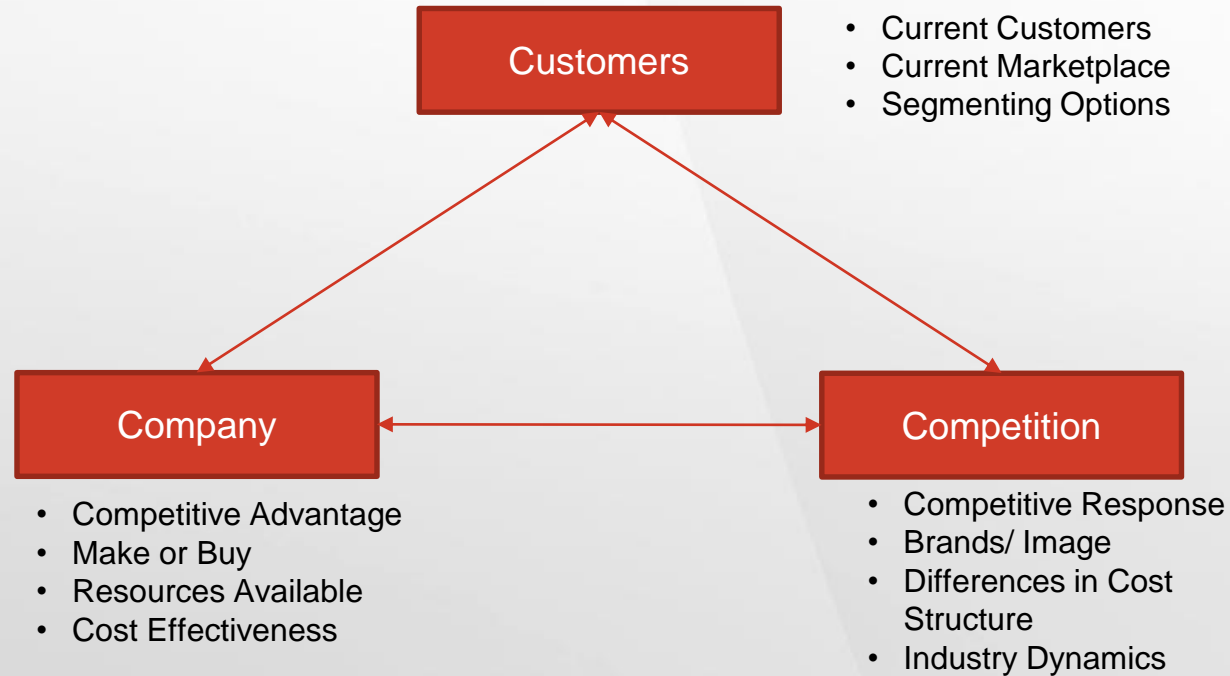 Customers
• Current Customers
• Current Marketplace
• Segmenting Options
Company
• Competitive Advantage
• Make or Buy
• Resources Available
• Cost Effectiveness
Competition
• Competitive Response
• Brands/ Image
• Differences in Cost
Structure
• Industry Dynamics